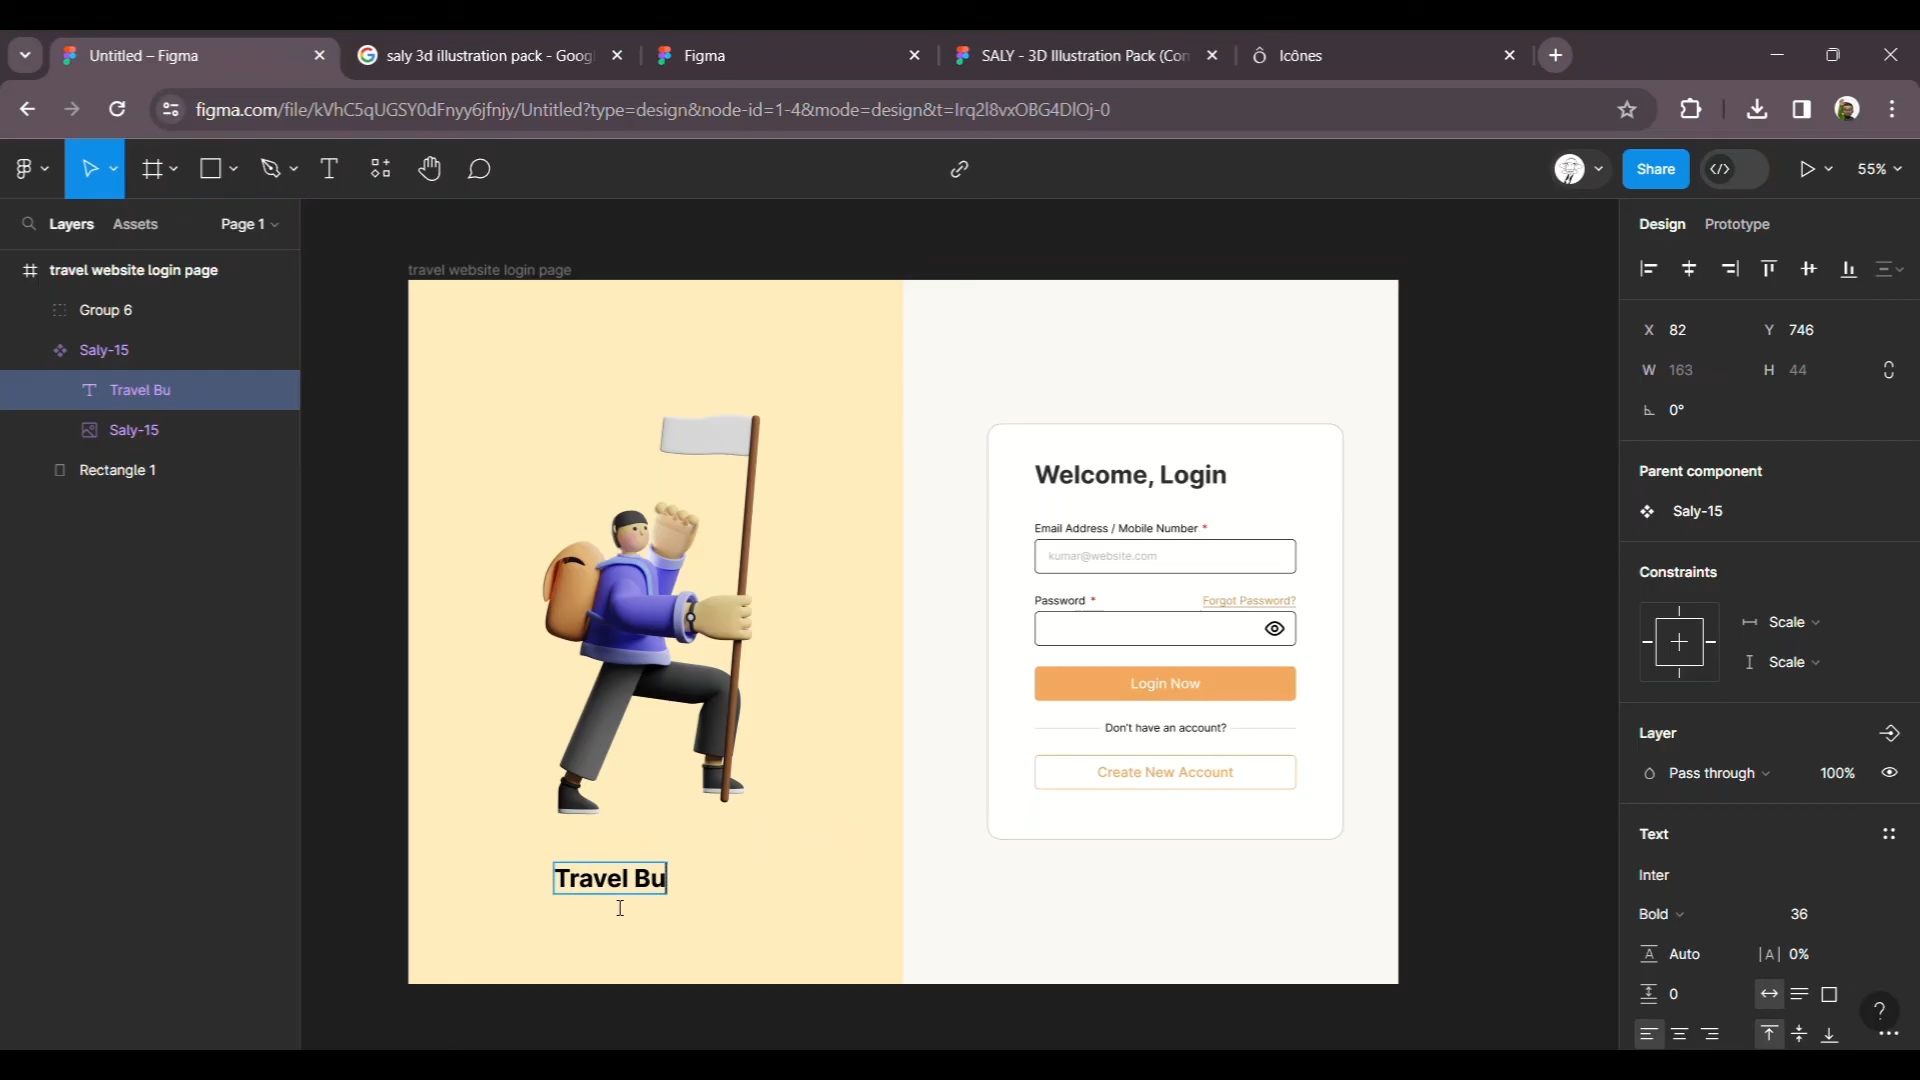 Untitled – Figma
saly 3d illustration pack - Goog
Figma
SALY - 3D Illustration Pack (Con
Icônes
figma.com/file/kVhC5qUGSY0dFnyy6jfnjy/Untitled?type=design&node-id=1-4&mode=design&t=Irq2l8vxOBG4DlOj-0
Share
55%
Layers
Assets
Page 1
travel website login page
Group 6
Saly-15
Travel Bu
Saly-15
Rectangle 1
travel website login page
Travel Bu
Welcome, Login
Email Address / Mobile Number *
kumar@website.com
Password *
Forgot Password?
Login Now
Don't have an account?
Create New Account
Design
Prototype
X 82
Y 746
W 163
H 44
0°
Parent component
Saly-15
Constraints
Scale
Scale
Layer
Pass through
100%
Text
Inter
Bold
36
Auto
|A| 0%
0
?